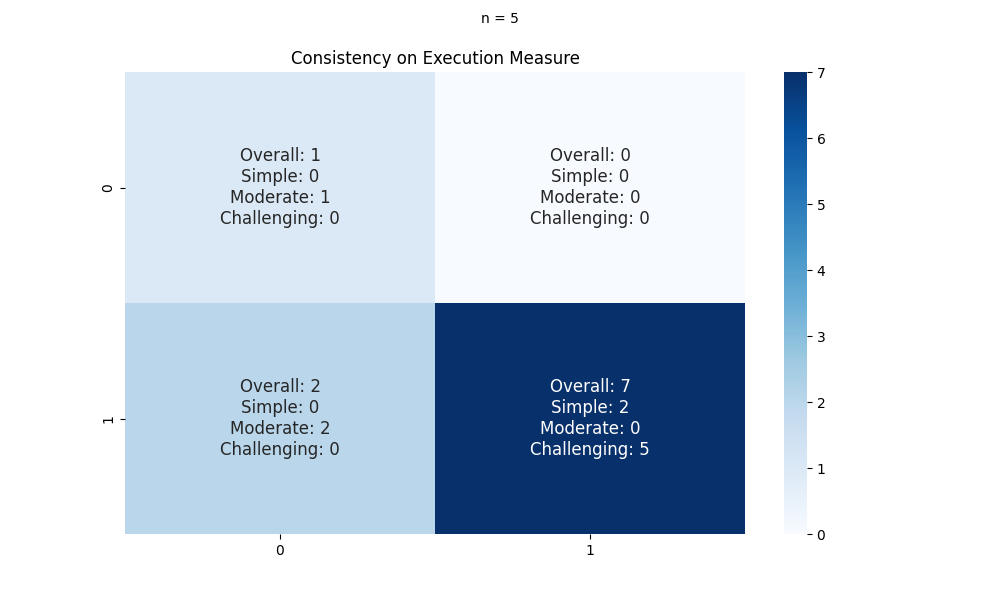 n = 5
Consistency on Execution Measure
0
Overall: 1
Simple: 0
Moderate: 1
Challenging: 0
Overall: 0
Simple: 0
Moderate: 0
Challenging: 0
1
Overall: 2
Simple: 0
Moderate: 2
Challenging: 0
Overall: 7
Simple: 2
Moderate: 0
Challenging: 5
0 1
7
6
5
4
3
2
1
0